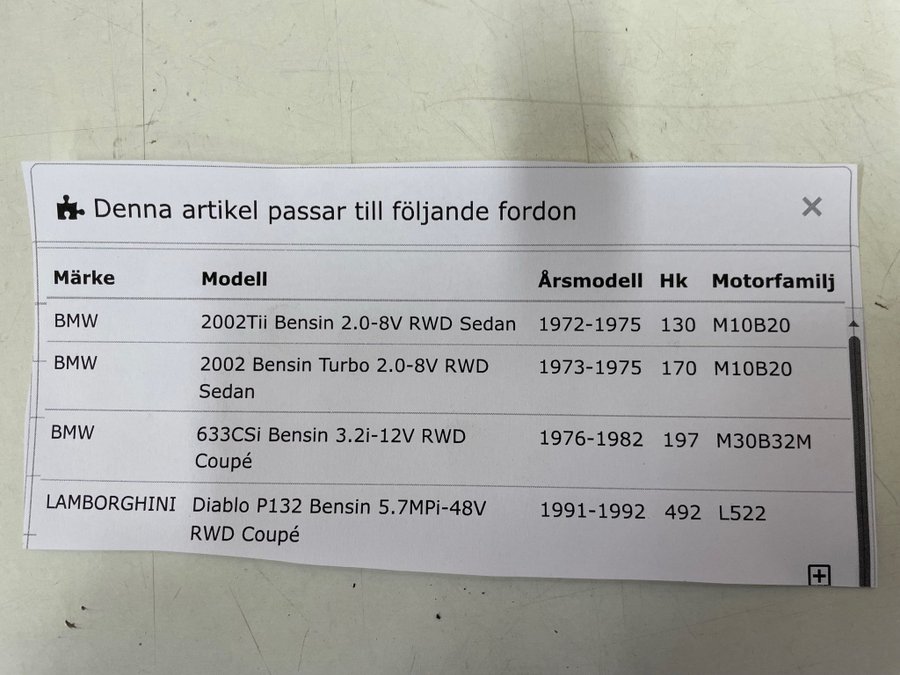 Denna artikel passar till följande fordon
Märke Modell Årsmodell Hk Motorfamilj
BMW 2002Tii Bensin 2.0-8V RWD Sedan 1972-1975 130 M10B20
BMW 2002 Bensin Turbo 2.0-8V RWD 1973-1975 170 M10B20
Sedan
BMW 633CSi Bensin 3.2i-12V RWD 1976-1982 197 M30B32M
Coupé
LAMBORGHINI Diablo P132 Bensin 5.7MPi-48V 1991-1992 492 L522
RWD Coupé